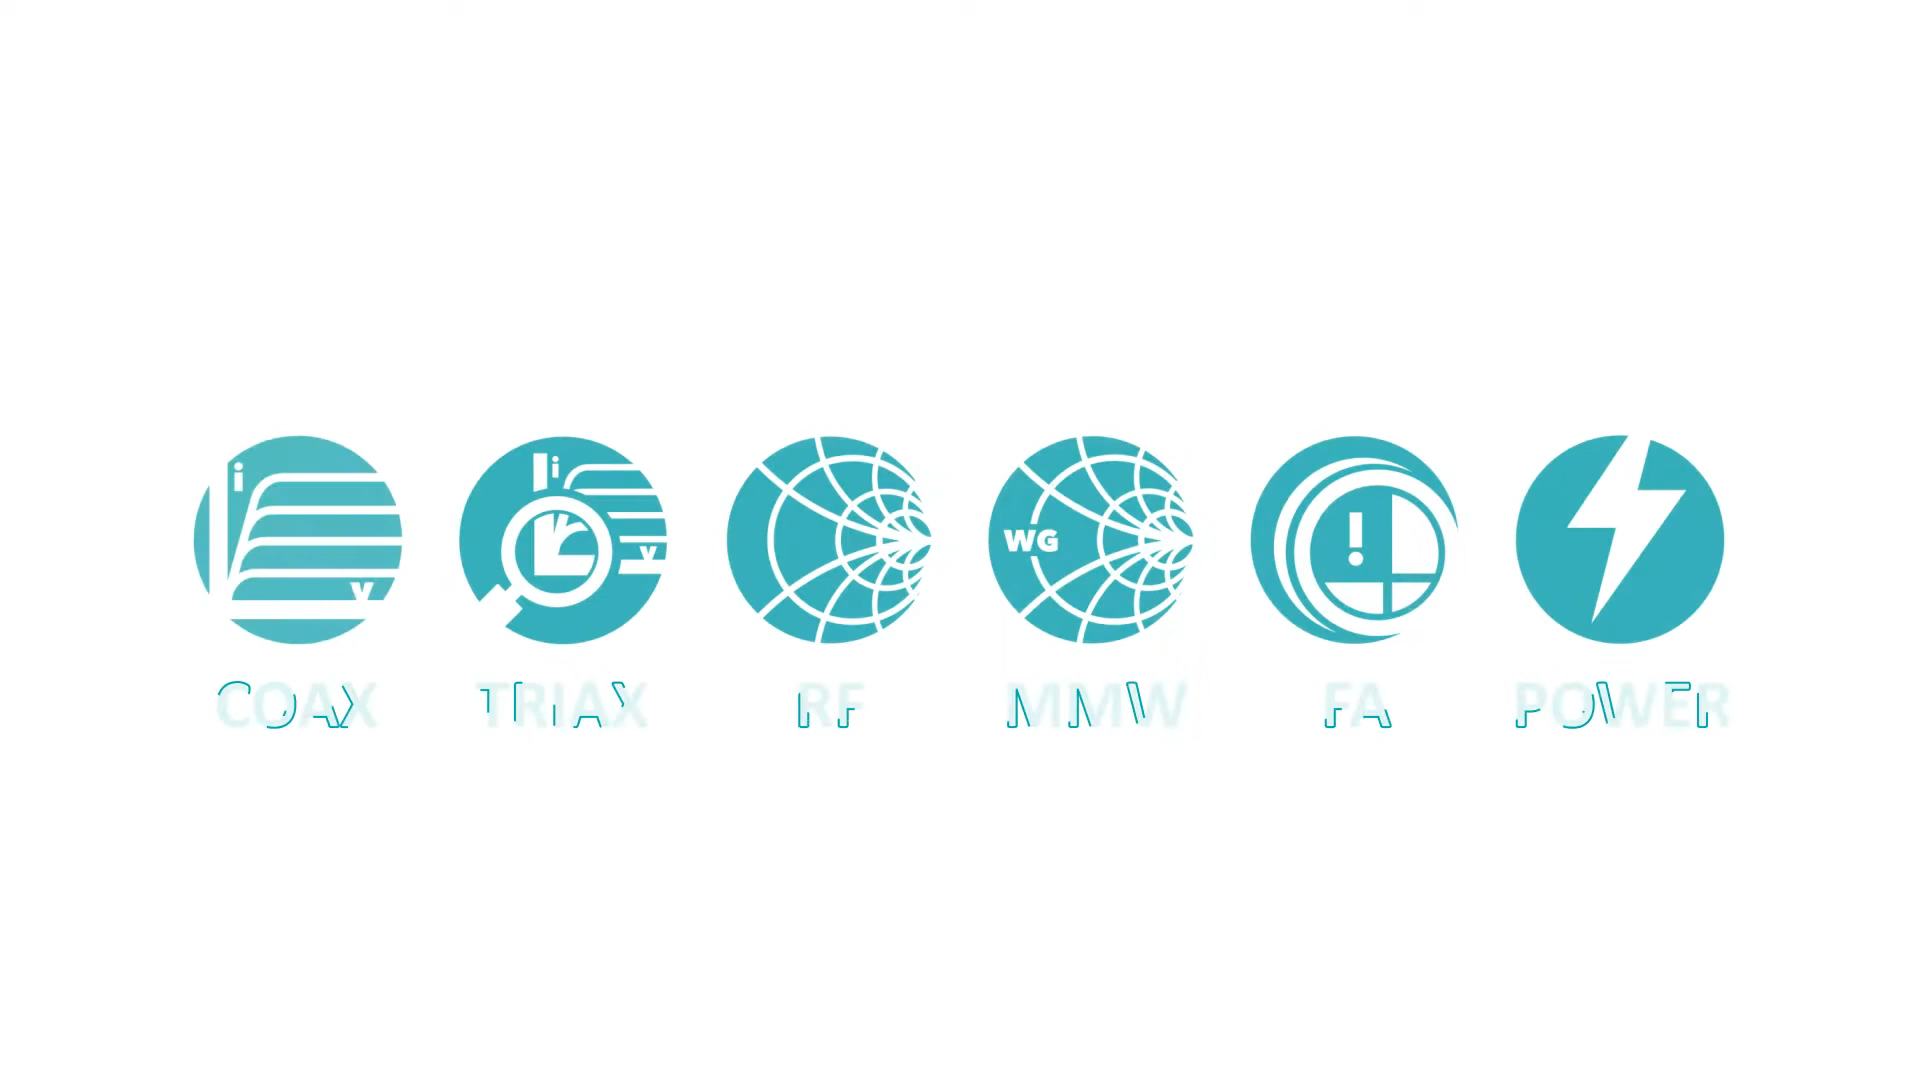 i v
i v
WG
!
COAX TRIAX RF MMW FA POWER